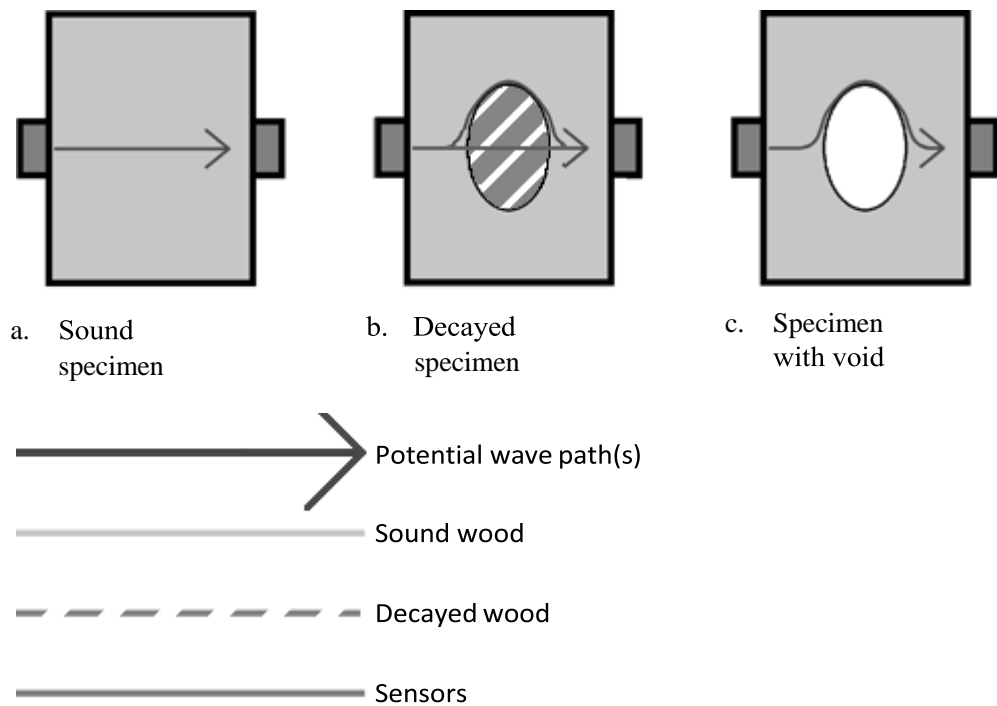 a. Sound
specimen
b. Decayed
specimen
c. Specimen
with void
Potential wave path(s)
Sound wood
Decayed wood
Sensors